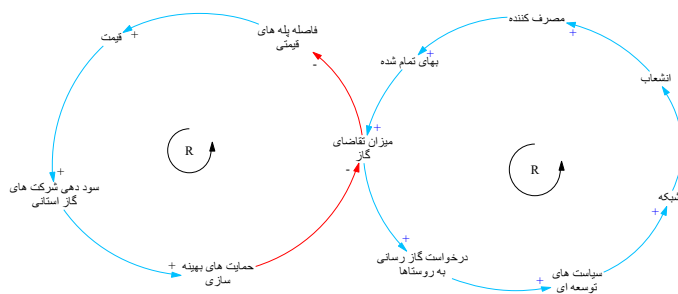 فاصله پله های
قیمتی
+
قیمت
-
مصرف کننده
+
+
بهای تمام شده
انشعاب
+
میزان تقاضای
گاز
-
R
R
+
سود دهی شرکت های
گاز استانی
شبکه
+
+
درخواست گاز رسانی
به روستاها
+
حمایت های بهینه
سازی
+
سیاست های
توسعه ای